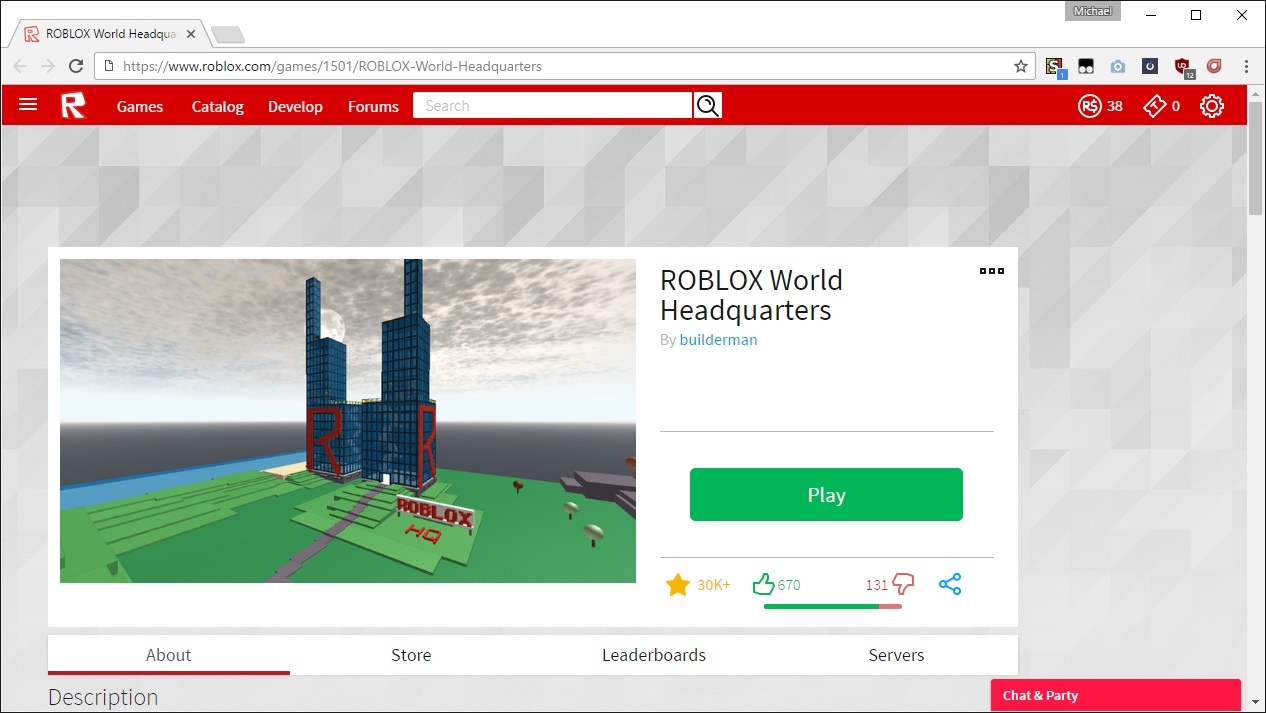 Michael
ROBLOX World Headqua
https://www.roblox.com/games/1501/ROBLOX-World-Headquarters
1
12
Games Catalog Develop Forums Search R$ 38 0
ROBLOX World
Headquarters
By builderman
R R
ROBLOX
HQ
Play
30K+ 670 131
About Store Leaderboards Servers
Description
Chat & Party